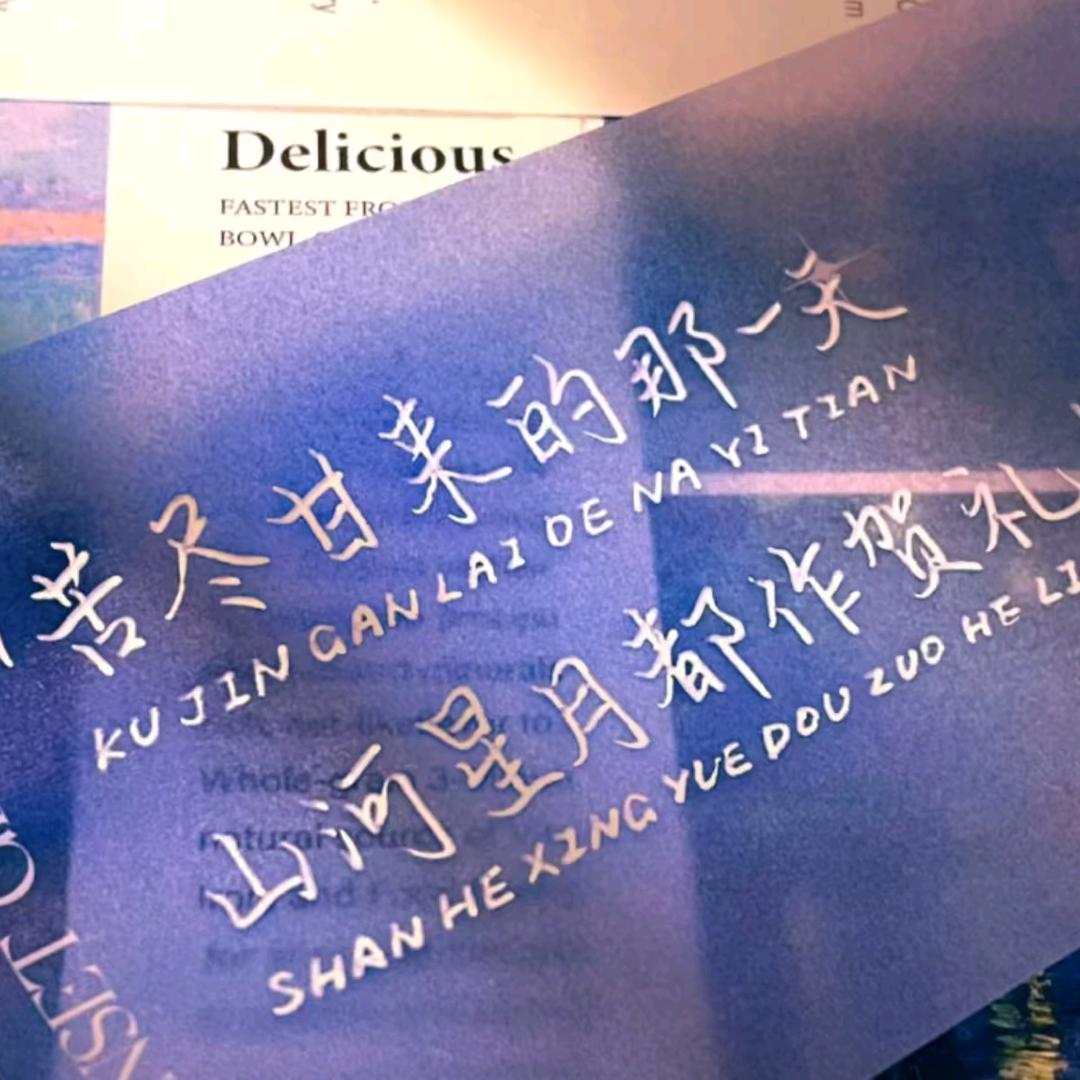 Delicious
FASTEST FRO
BOWL
苦尽甘来的那一天
KU JIN GAN LAI DE NA YI TIAN
山河星月都作贺礼
SHAN HE XING YUE DOU ZUO HE LI